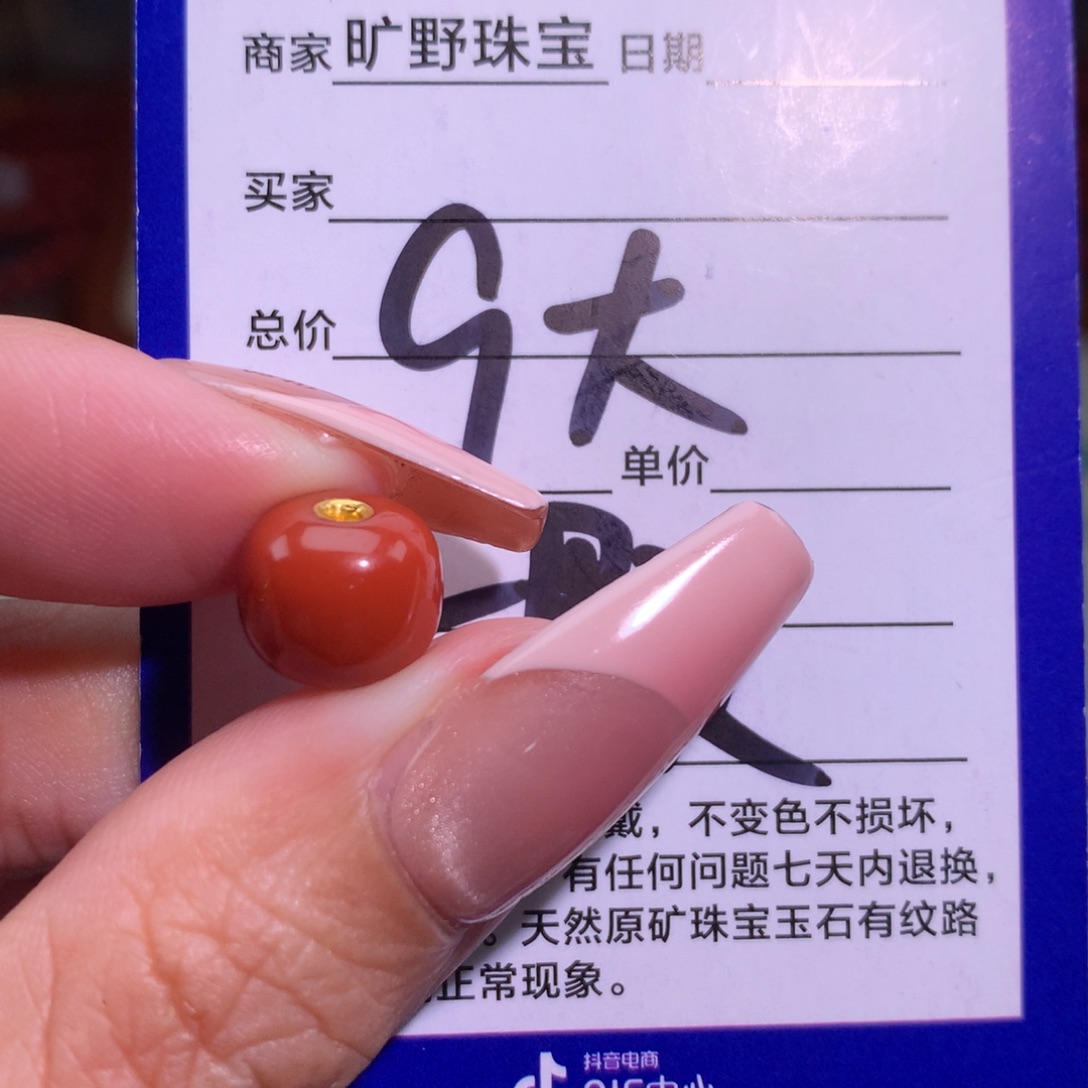 商家 旷野珠宝 日期
买家
9大
总价
单价
戴，不变色不损坏，
有任何问题七天内退换，
。天然原矿珠宝玉石有纹路
正常现象。
抖音电商